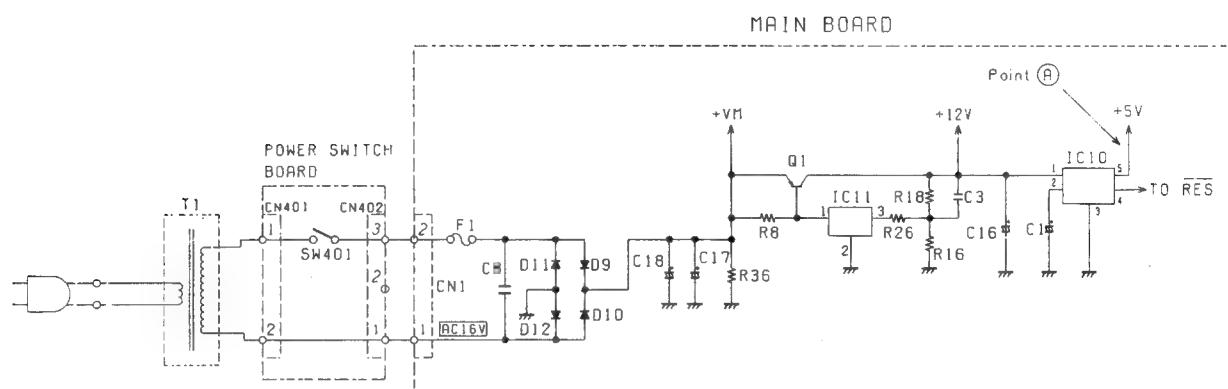 MAIN BOARD
Point A
+5V
+VM
+12V
POWER SWITCH
BOARD
Q1
IC10
1
5
2
4
3
TO RES
IC11
1
3
2
R18
C3
T1
CN401
CN402
1
3
2
F1
R8
R26
C16
C1
SW401
R16
C8
D11
D9
C18
C17
R36
2
CN1
D12
D10
2
1
1
AC16V